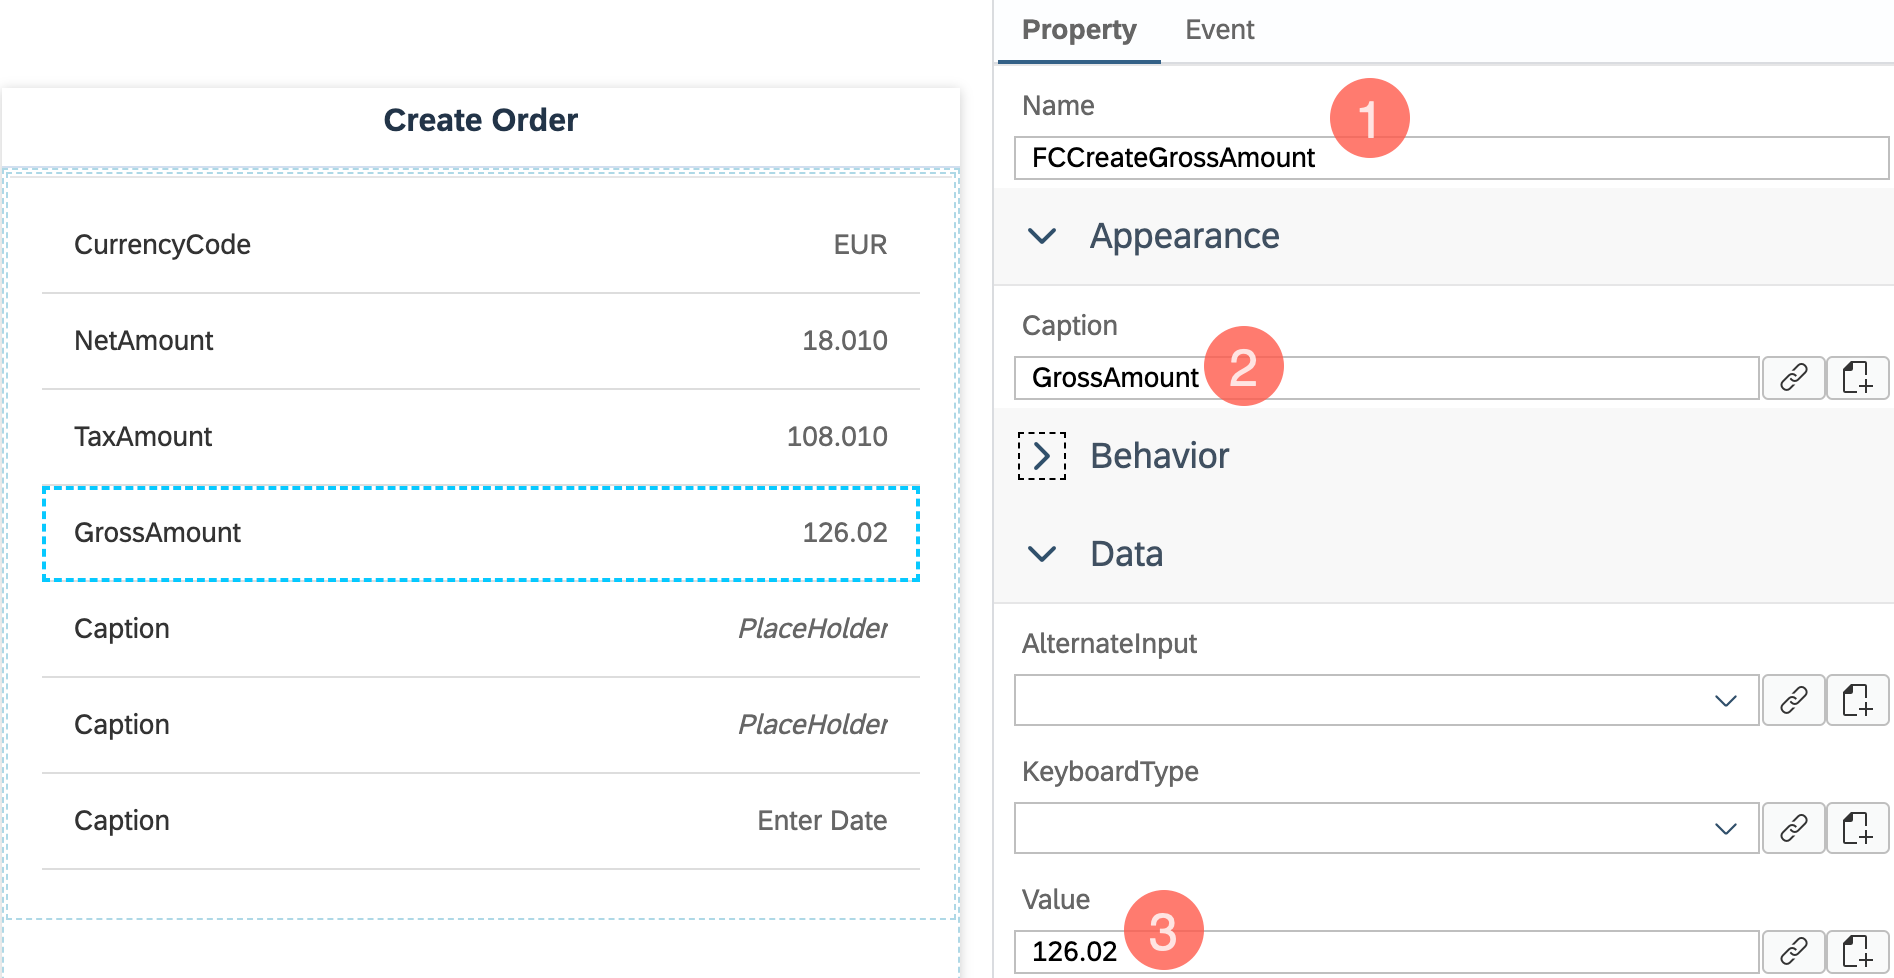 Create Order
CurrencyCode EUR
NetAmount 18.010
TaxAmount 108.010
GrossAmount 126.02
Caption PlaceHolder
Caption PlaceHolder
Caption Enter Date
Property Event
Name
1
FCCreateGrossAmount
Appearance
Caption
GrossAmount 2
Behavior
Data
AlternateInput
KeyboardType
Value
126.02 3